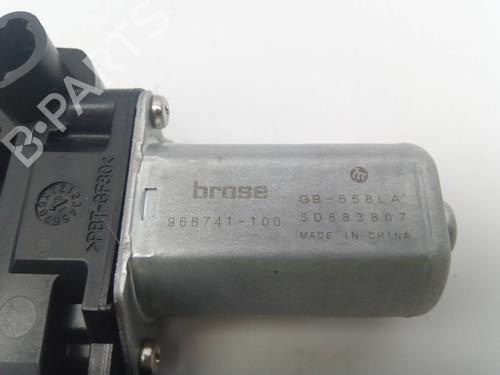 B-PARTS
brose
968741-100
GB-558LA
SD883807
MADE IN CHINA
>PBT-GF30<